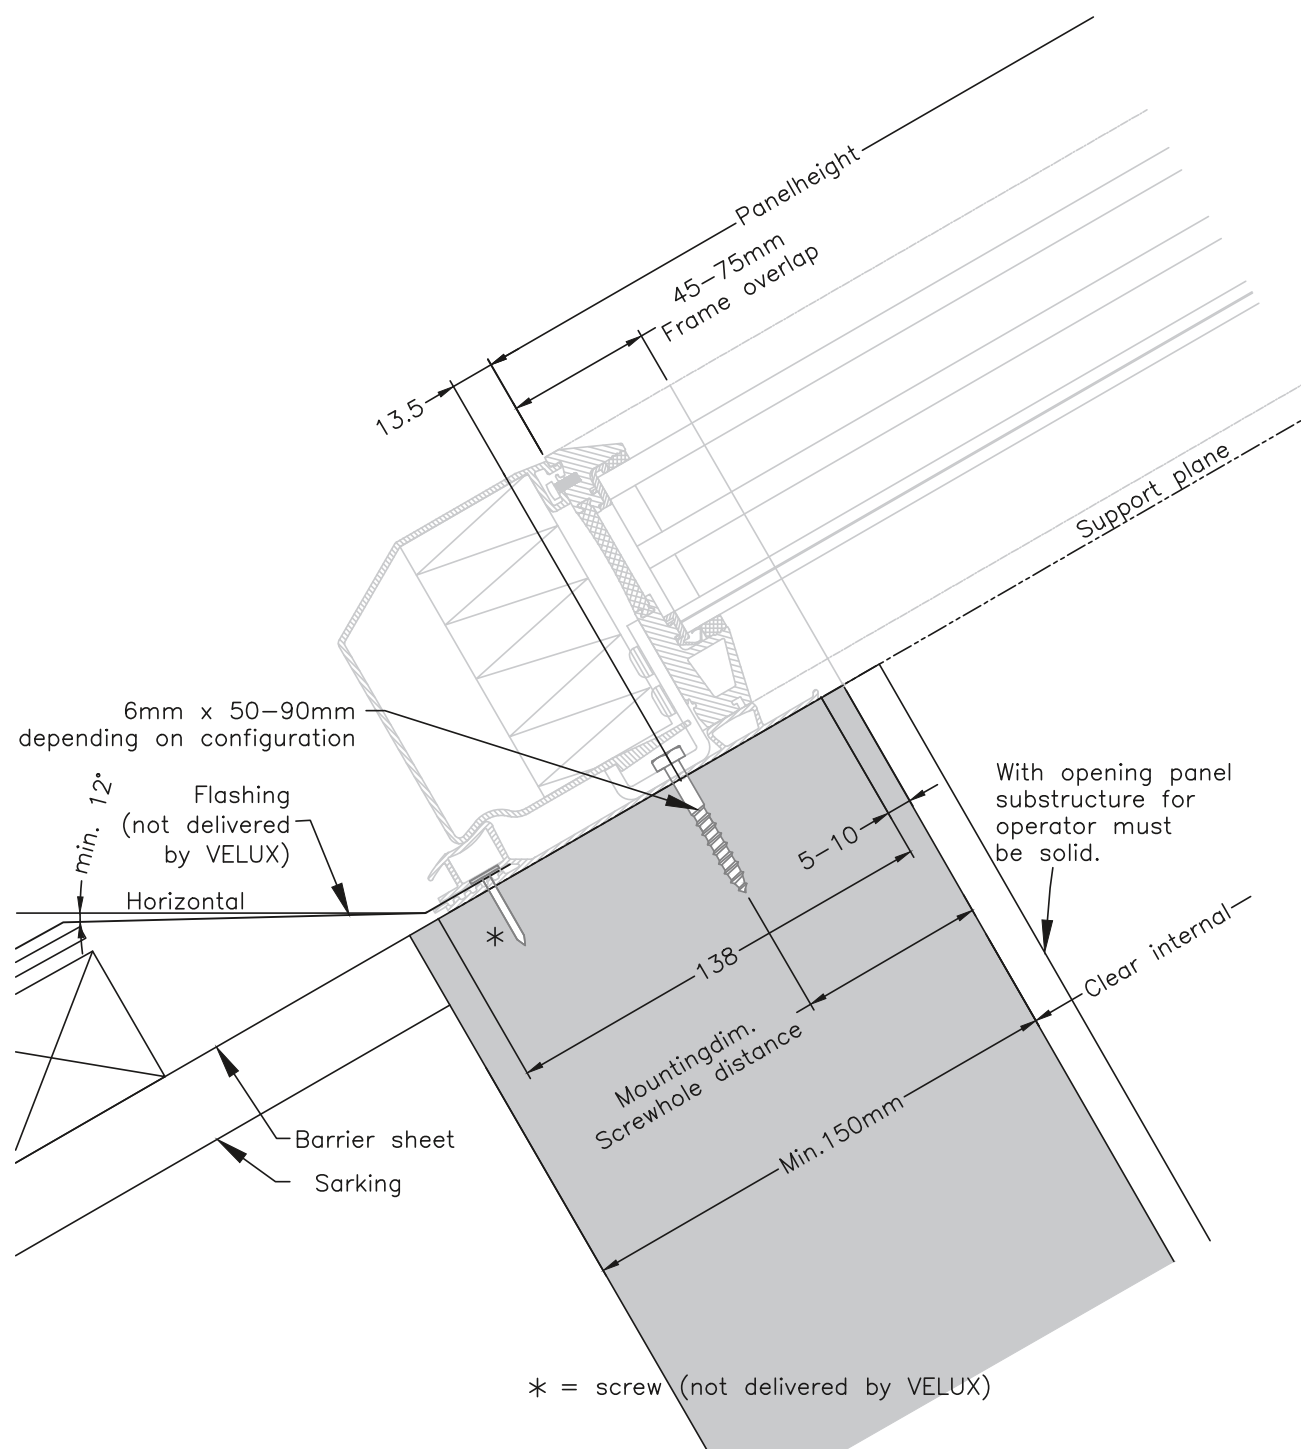 Panelheight
45-75mm
Frame overlap
13.5
Support plane
6mm x 50-90mm
depending on configuration
min. 12°
Flashing
(not delivered
by VELUX)
Horizontal
With opening panel
substructure for
operator must
be solid.
5-10
*
138
Clear internal
Mountingdim.
Screwhole distance
Min.150mm
Barrier sheet
Sarking
* = screw (not delivered by VELUX)